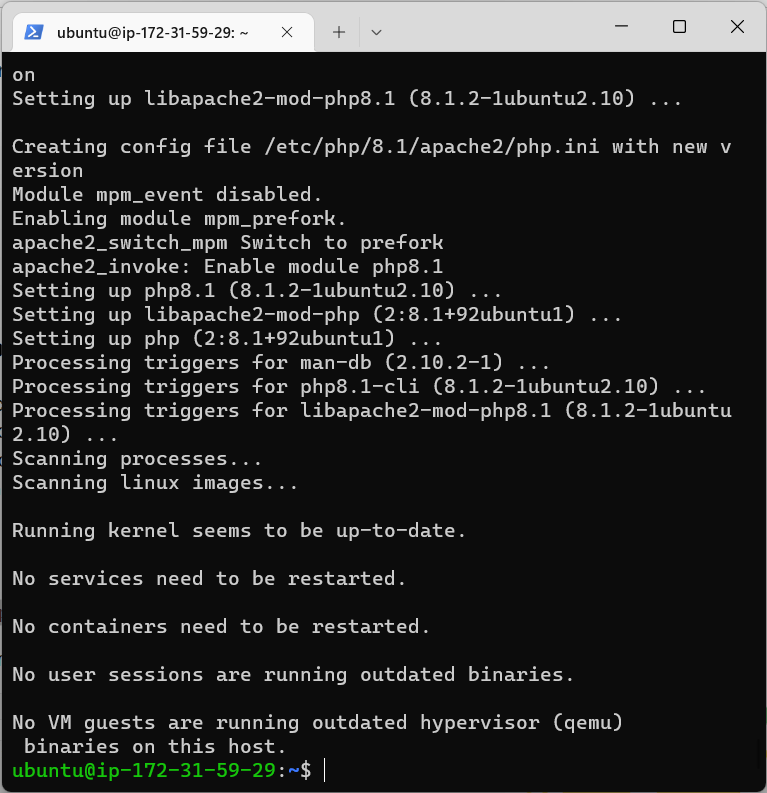 ubuntu@ip-172-31-59-29: ~
on
Setting up libapache2-mod-php8.1 (8.1.2-1ubuntu2.10) ...
Creating config file /etc/php/8.1/apache2/php.ini with new v
ersion
Module mpm_event disabled.
Enabling module mpm_prefork.
apache2_switch_mpm Switch to prefork
apache2_invoke: Enable module php8.1
Setting up php8.1 (8.1.2-1ubuntu2.10) ...
Setting up libapache2-mod-php (2:8.1+92ubuntu1) ...
Setting up php (2:8.1+92ubuntu1) ...
Processing triggers for man-db (2.10.2-1) ...
Processing triggers for php8.1-cli (8.1.2-1ubuntu2.10) ...
Processing triggers for libapache2-mod-php8.1 (8.1.2-1ubuntu
2.10) ...
Scanning processes...
Scanning linux images...
Running kernel seems to be up-to-date.
No services need to be restarted.
No containers need to be restarted.
No user sessions are running outdated binaries.
No VM guests are running outdated hypervisor (qemu)
 binaries on this host.
ubuntu@ip-172-31-59-29:~$